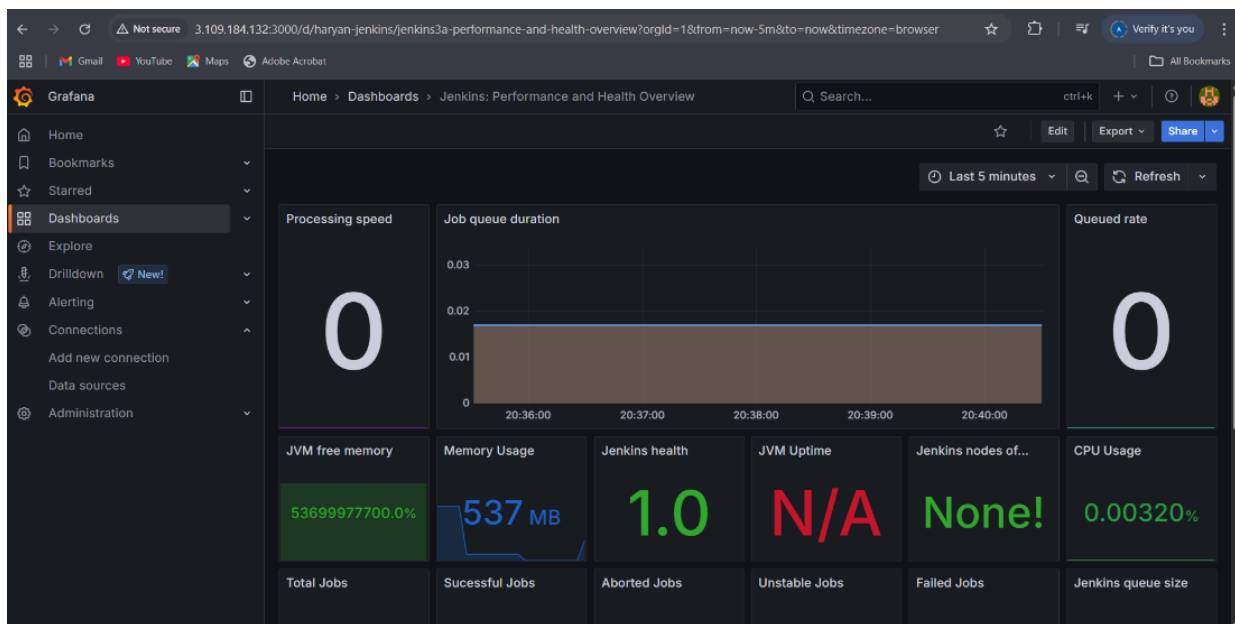 Not secure 3.109.184.132:3000/d/haryan-jenkins/jenkins3a-performance-and-health-overview?orgId=1&from=now-5m&to=now&timezone=browser Verify it's you
Gmail YouTube Maps Adobe Acrobat All Bookmarks
Grafana
Home › Dashboards › Jenkins: Performance and Health Overview
Search... ctrl+k
Home
Bookmarks
Starred
Dashboards
Explore
Drilldown New!
Alerting
Connections
Add new connection
Data sources
Administration
Edit Export Share
Last 5 minutes Refresh
Processing speed
0
Job queue duration
0.03
0.02
0.01
0
20:36:00 20:37:00 20:38:00 20:39:00 20:40:00
Queued rate
0
JVM free memory
53699977700.0%
Memory Usage
537 MB
Jenkins health
1.0
JVM Uptime
N/A
Jenkins nodes of...
None!
CPU Usage
0.00320%
Total Jobs
Sucessful Jobs
Aborted Jobs
Unstable Jobs
Failed Jobs
Jenkins queue size